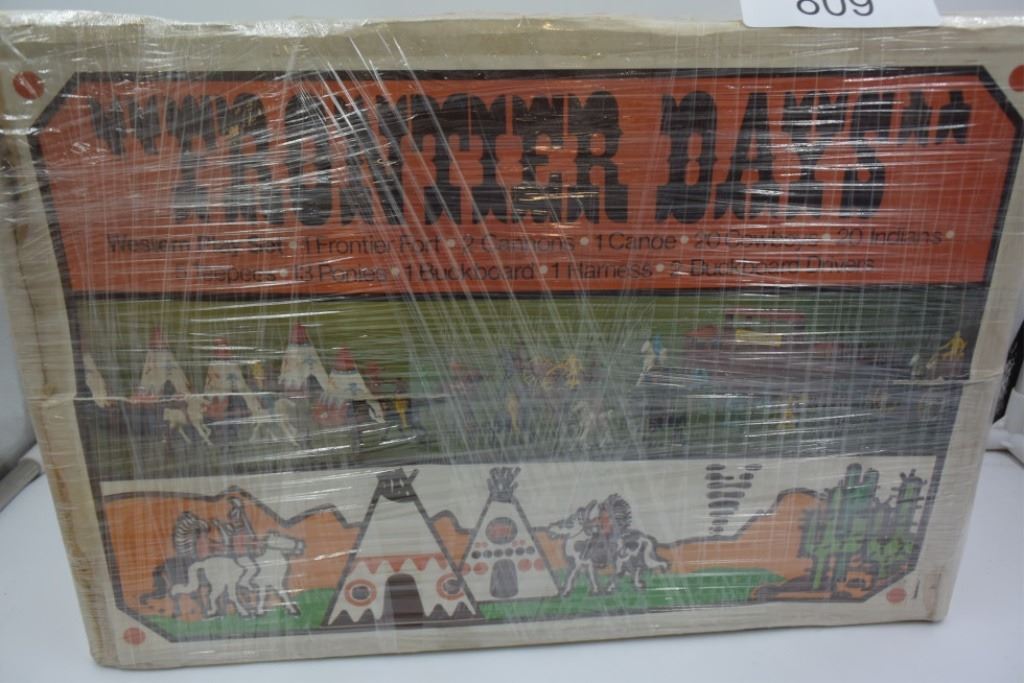 809
"FRONTIER DAYS"
Western Play Set • 1 Frontier Fort • 2 Cannons • 1 Canoe • 20 Cowboys • 20 Indians •
5 Teepees • 13 Ponies • 1 Buckboard • 1 Harness • 2 Buckboard Drivers